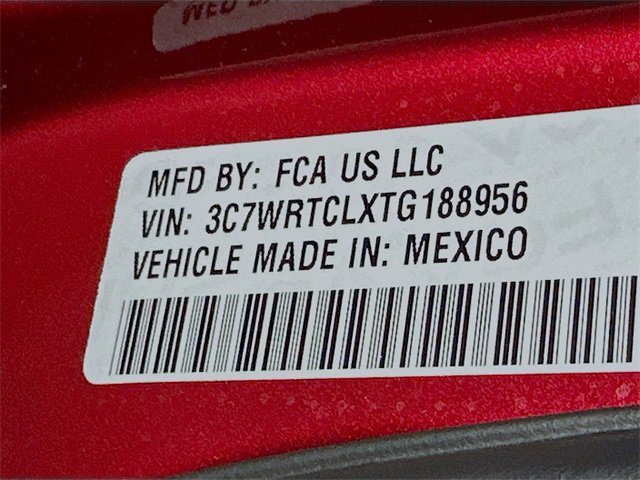 MFD BY: FCA US LLC
VIN: 3C7WRTCLXTG188956
VEHICLE MADE IN: MEXICO